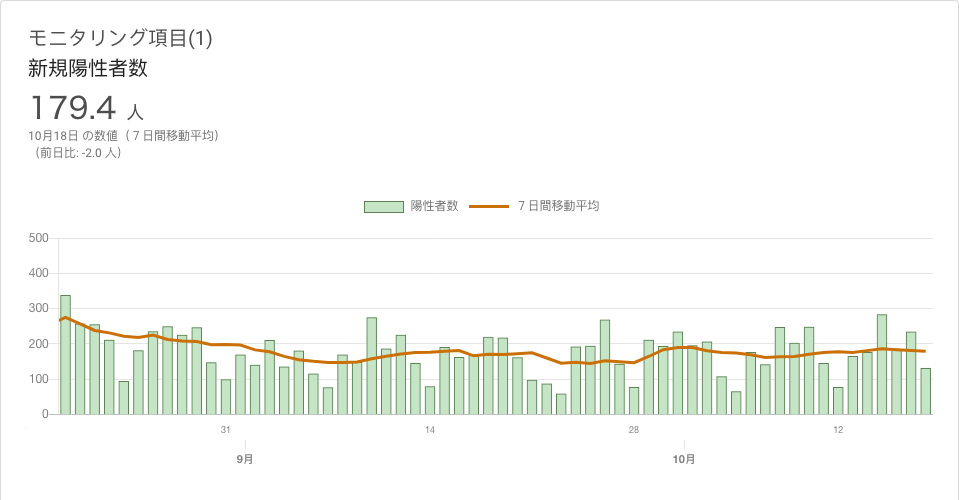 モニタリング項目(1)
新規陽性者数
179.4 人
10月18日 の数値（７日間移動平均）
（前日比: -2.0 人）
陽性者数 ７日間移動平均
500
400
300
200
100
0
31 14 28 12
9月 10月